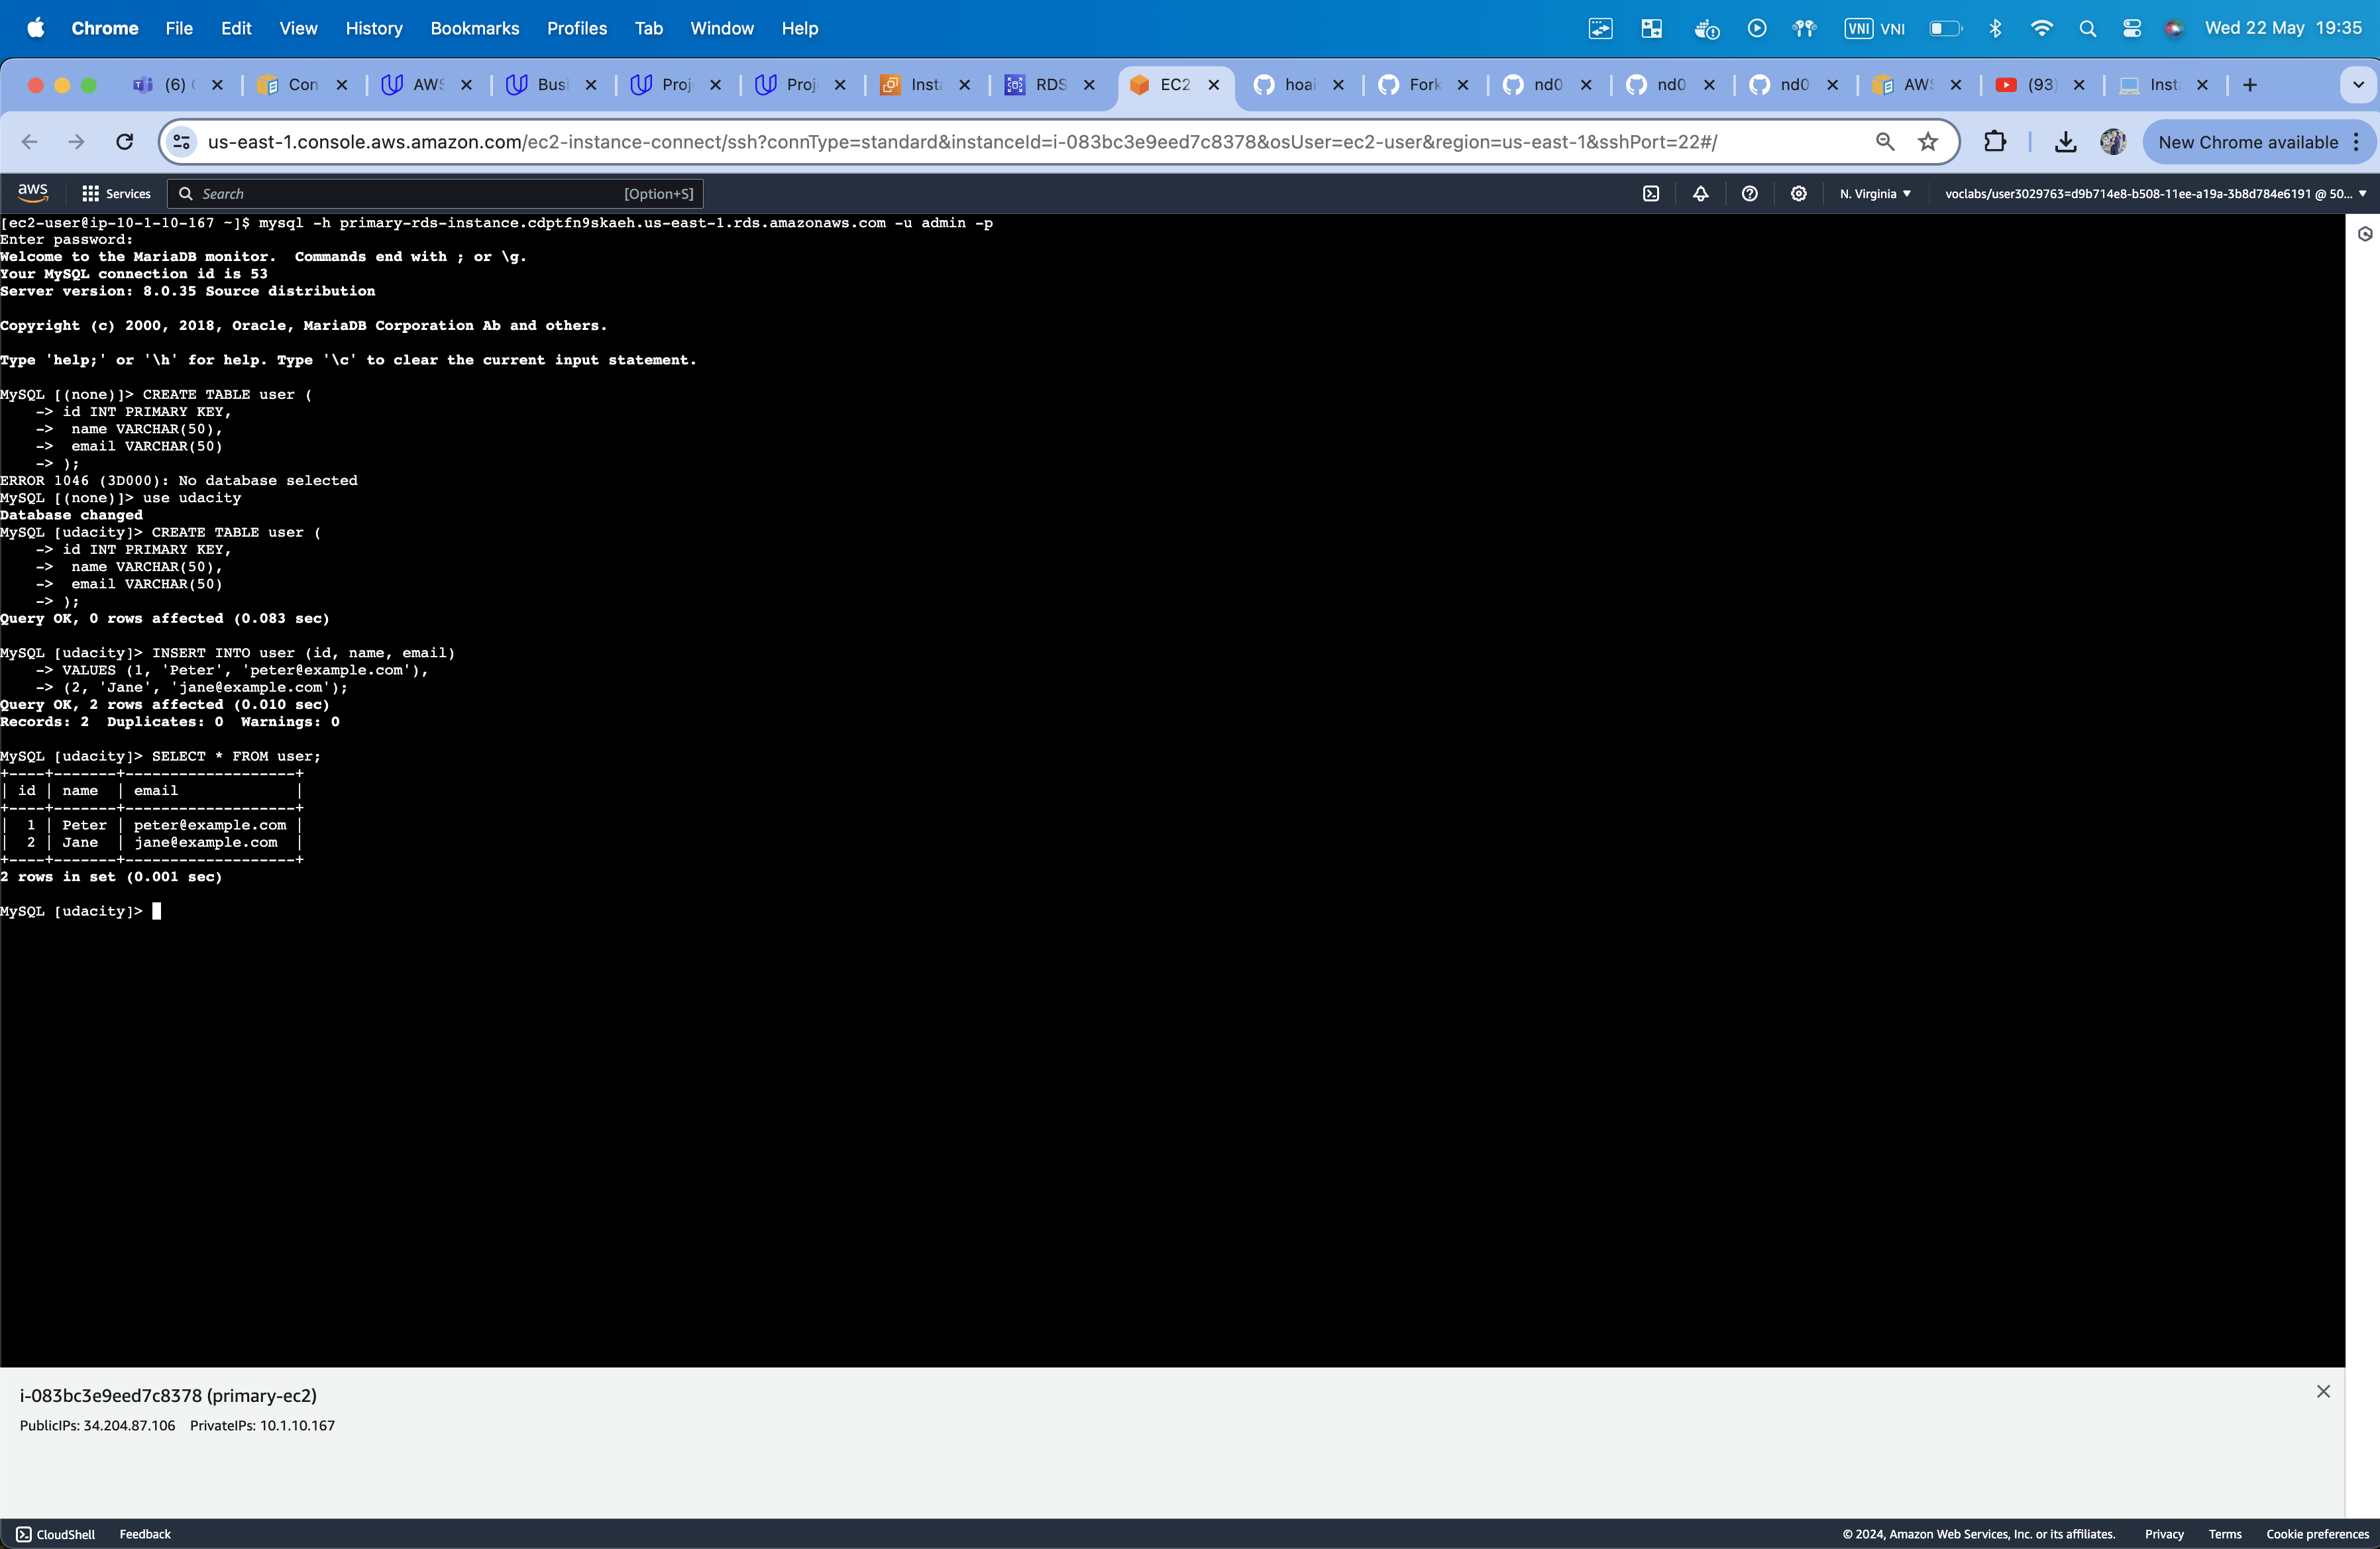 Chrome File Edit View History Bookmarks Profiles Tab Window Help VNI VNI Wed 22 May 19:35
(6) Con AWS Busi Proj Proj Insta RDS EC2 hoai Fork nd0 nd0 nd0 AWS (93) Inst
us-east-1.console.aws.amazon.com/ec2-instance-connect/ssh?connType=standard&instanceId=i-083bc3e9eed7c8378&osUser=ec2-user&region=us-east-1&sshPort=22#/ New Chrome available
aws Services Search [Option+S] N. Virginia voclabs/user3029763=d9b714e8-b508-11ee-a19a-3b8d784e6191 @ 50...
[ec2-user@ip-10-1-10-167 ~]$ mysql -h primary-rds-instance.cdptfn9skaeh.us-east-1.rds.amazonaws.com -u admin -p
Enter password:
Welcome to the MariaDB monitor.  Commands end with ; or \g.
Your MySQL connection id is 53
Server version: 8.0.35 Source distribution
Copyright (c) 2000, 2018, Oracle, MariaDB Corporation Ab and others.
Type 'help;' or '\h' for help. Type '\c' to clear the current input statement.
MySQL [(none)]> CREATE TABLE user (
    -> id INT PRIMARY KEY,
    ->  name VARCHAR(50),
    ->  email VARCHAR(50)
    -> );
ERROR 1046 (3D000): No database selected
MySQL [(none)]> use udacity
Database changed
MySQL [udacity]> CREATE TABLE user (
    -> id INT PRIMARY KEY,
    ->  name VARCHAR(50),
    ->  email VARCHAR(50)
    -> );
Query OK, 0 rows affected (0.083 sec)
MySQL [udacity]> INSERT INTO user (id, name, email)
    -> VALUES (1, 'Peter', 'peter@example.com'),
    -> (2, 'Jane', 'jane@example.com');
Query OK, 2 rows affected (0.010 sec)
Records: 2  Duplicates: 0  Warnings: 0
MySQL [udacity]> SELECT * FROM user;
+----+-------+-------------------+
| id | name  | email             |
+----+-------+-------------------+
|  1 | Peter | peter@example.com |
|  2 | Jane  | jane@example.com  |
+----+-------+-------------------+
2 rows in set (0.001 sec)
MySQL [udacity]>
i-083bc3e9eed7c8378 (primary-ec2)
PublicIPs: 34.204.87.106 PrivateIPs: 10.1.10.167
CloudShell Feedback © 2024, Amazon Web Services, Inc. or its affiliates. Privacy Terms Cookie preferences